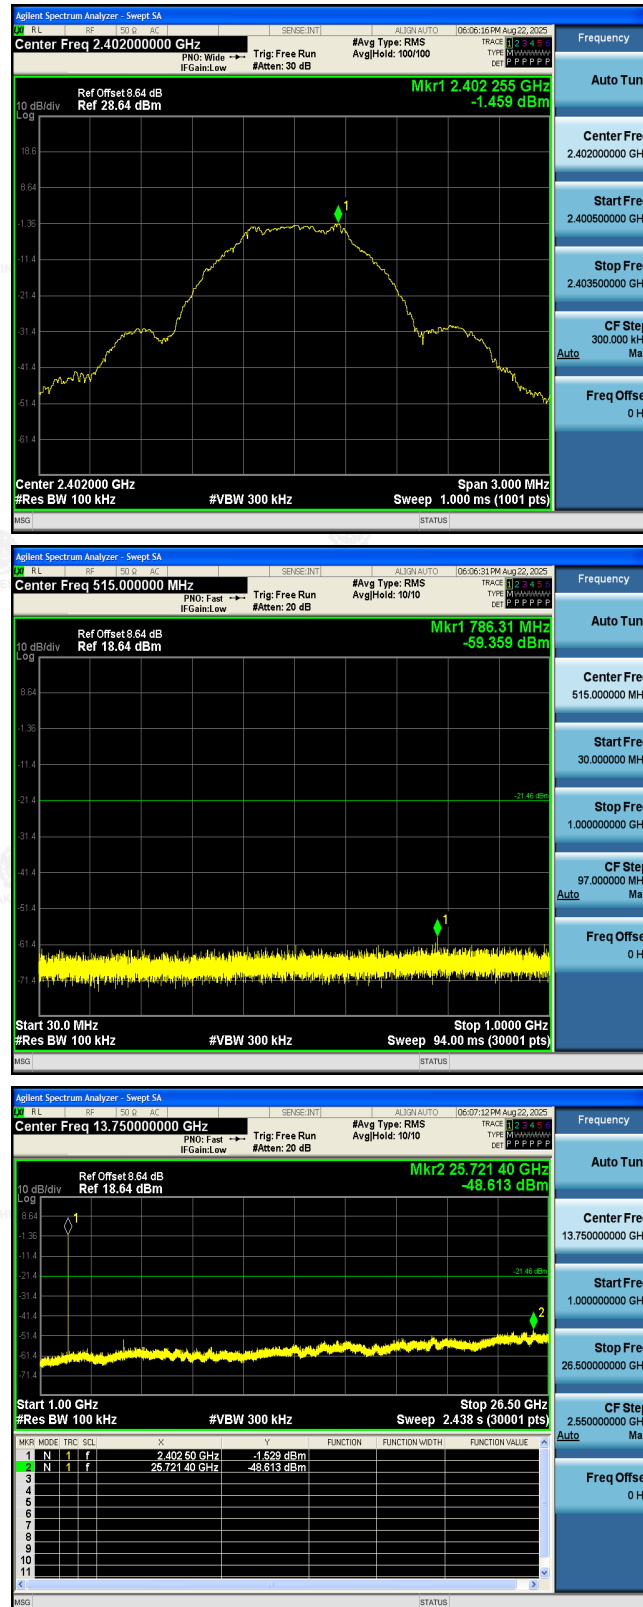 Agilent Spectrum Analyzer - Swept SA
LXI RL RF 50 Ω AC SENSE:INT ALIGN AUTO 06:06:16 PM Aug 22, 2025
Center Freq 2.402000000 GHz #Avg Type: RMS TRACE 1 2 3 4 5 6 Frequency
PNO: Wide Trig: Free Run Avg|Hold: 100/100 TYPE M WWWWW
IFGain:Low #Atten: 30 dB DET P P P P P P
Auto Tun
Mkr1 2.402 255 GHz
Ref Offset 8.64 dB
10 dB/div Ref 28.64 dBm -1.459 dBm
Log
1
Center Fre
2.402000000 GH
18.6
8.64
Start Fre
2.400500000 GH
-1.36
-11.4
Stop Fre
2.403500000 GH
-21.4
-31.4
CF Ste
300.000 kH
Auto Ma
-41.4
Freq Offse
0 H
-51.4
-61.4
Center 2.402000 GHz Span 3.000 MHz
#Res BW 100 kHz #VBW 300 kHz Sweep 1.000 ms (1001 pts)
MSG STATUS
Agilent Spectrum Analyzer - Swept SA
LXI RL RF 50 Ω AC SENSE:INT ALIGN AUTO 06:06:31 PM Aug 22, 2025
Center Freq 515.000000 MHz #Avg Type: RMS TRACE 1 2 3 4 5 6 Frequency
PNO: Fast Trig: Free Run Avg|Hold: 10/10 TYPE M WWWWW
IFGain:Low #Atten: 20 dB DET P P P P P P
Auto Tun
Mkr1 786.31 MHz
Ref Offset 8.64 dB
10 dB/div Ref 18.64 dBm -59.359 dBm
Log
Center Fre
515.000000 MH
8.64
-1.36
Start Fre
30.000000 MH
-11.4
-21.4 -21.46 dBm
Stop Fre
1.000000000 GH
-31.4
-41.4
CF Ste
97.000000 MH
Auto Ma
-51.4
1
Freq Offse
0 H
-61.4
-71.4
Start 30.0 MHz Stop 1.0000 GHz
#Res BW 100 kHz #VBW 300 kHz Sweep 94.00 ms (30001 pts)
MSG STATUS
Agilent Spectrum Analyzer - Swept SA
LXI RL RF 50 Ω AC SENSE:INT ALIGN AUTO 06:07:12 PM Aug 22, 2025
Center Freq 13.750000000 GHz #Avg Type: RMS TRACE 1 2 3 4 5 6 Frequency
PNO: Fast Trig: Free Run Avg|Hold: 10/10 TYPE M WWWWW
IFGain:Low #Atten: 20 dB DET P P P P P P
Auto Tun
Mkr2 25.721 40 GHz
Ref Offset 8.64 dB
10 dB/div Ref 18.64 dBm -48.613 dBm
Log
8.64
1
Center Fre
13.750000000 GH
-1.36
-11.4
-21.4 -21.46 dBm
Start Fre
1.000000000 GH
-31.4
-41.4
2
-51.4
Stop Fre
26.500000000 GH
-61.4
-71.4
Start 1.00 GHz Stop 26.50 GHz
#Res BW 100 kHz #VBW 300 kHz Sweep 2.438 s (30001 pts)
CF Ste
2.550000000 GH
Auto Ma
MKR MODE TRC SCL X Y FUNCTION FUNCTION WIDTH FUNCTION VALUE
1 N 1 f 2.402 50 GHz -1.529 dBm
2 N 1 f 25.721 40 GHz -48.613 dBm
3
4
Freq Offse
0 H
5
6
7
8
9
10
11
MSG STATUS